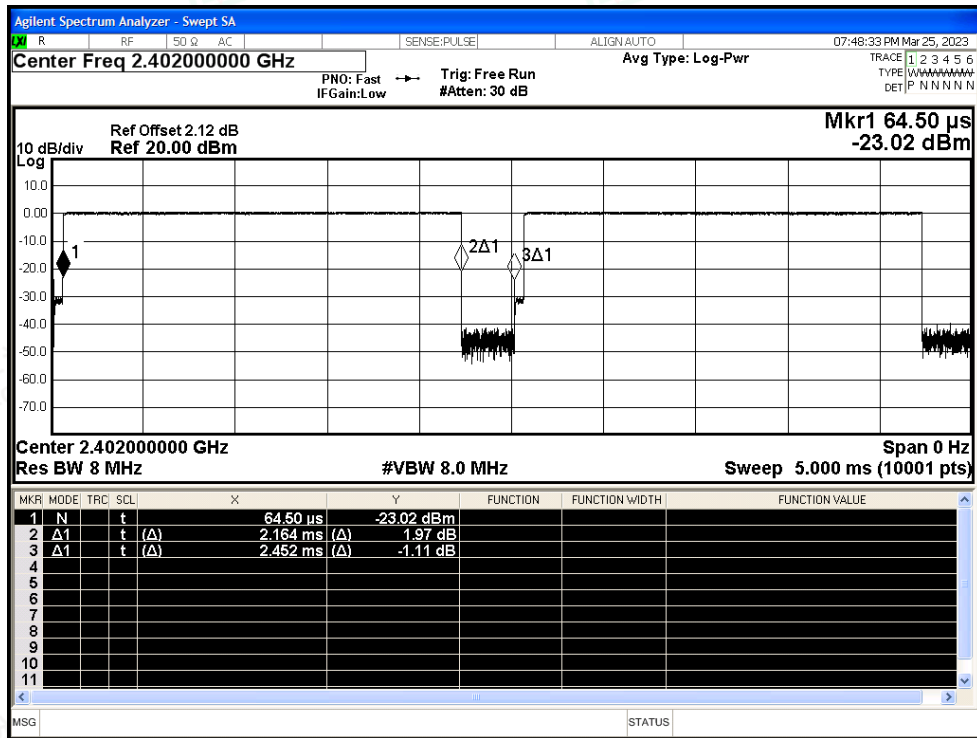 Agilent Spectrum Analyzer - Swept SA
LXI R RF 50 Ω AC SENSE:PULSE ALIGN AUTO 07:48:33 PM Mar 25, 2023
Center Freq 2.402000000 GHz Avg Type: Log-Pwr TRACE 1 2 3 4 5 6
PNO: Fast Trig: Free Run TYPE
IFGain:Low #Atten: 30 dB DET P N N N N N
Mkr1 64.50 µs
Ref Offset 2.12 dB
10 dB/div Ref 20.00 dBm -23.02 dBm
Log
10.0
0.00
-10.0
1 2Δ1 3Δ1
-20.0
-30.0
-40.0
-50.0
-60.0
-70.0
Center 2.402000000 GHz Span 0 Hz
Res BW 8 MHz #VBW 8.0 MHz Sweep 5.000 ms (10001 pts)
MKR MODE TRC SCL X Y FUNCTION FUNCTION WIDTH FUNCTION VALUE
1 N t 64.50 µs -23.02 dBm
2 Δ1 t (Δ) 2.164 ms (Δ) 1.97 dB
3 Δ1 t (Δ) 2.452 ms (Δ) -1.11 dB
4
5
6
7
8
9
10
11
MSG STATUS